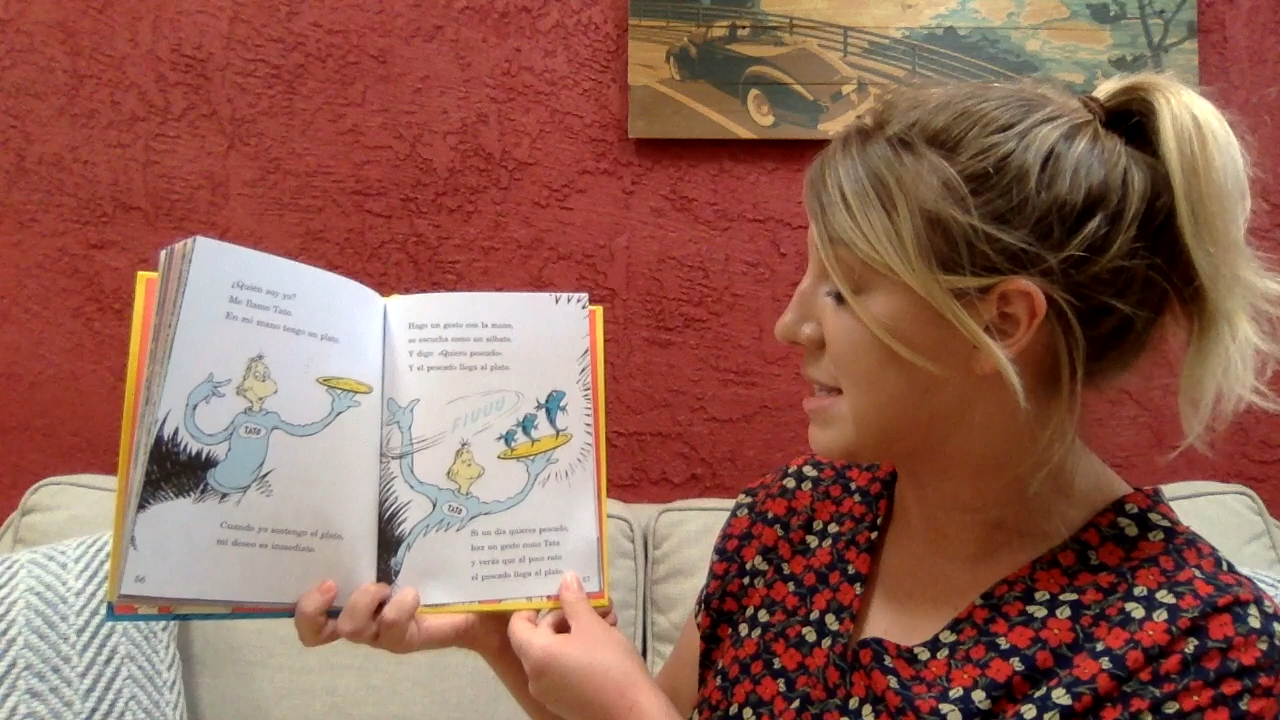 ¿Quién soy yo?
Me llamo Tato.
En mi mano tengo un plato.
TATO
Cuando yo sostengo el plato,
mi deseo es inmediato.
56
Hago un gesto con la mano,
se escucha como un silbato.
Y digo «Quiero pescado».
Y el pescado llega al plato.
FIUUU
TATO
Si un día quieres pescado,
haz un gesto como Tato
y verás que al poco rato
el pescado llega al plato.
57